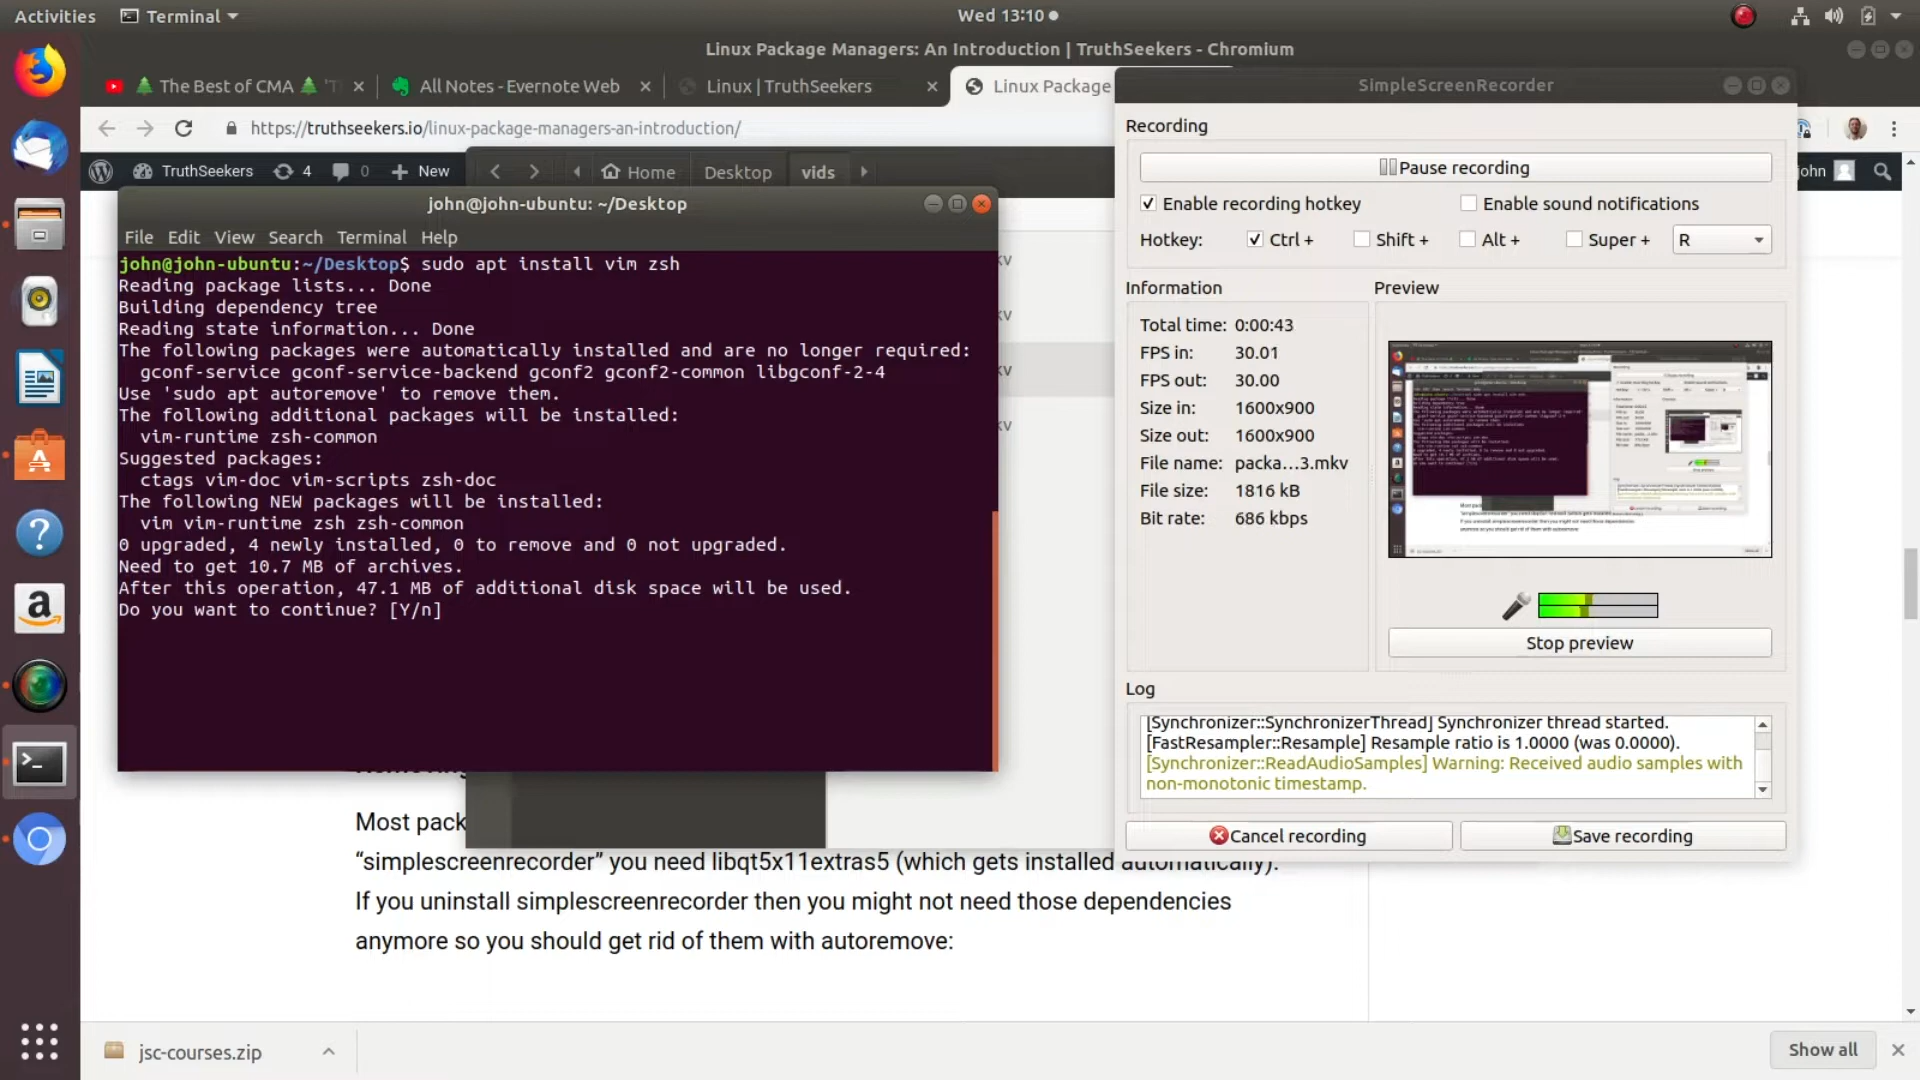 Activities
Terminal
Wed 13:10
Linux Package Managers: An Introduction | TruthSeekers - Chromium
The Best of CMA
All Notes - Evernote Web
Linux | TruthSeekers
Linux Package
https://truthseekers.io/linux-package-managers-an-introduction/
TruthSeekers
4
0
New
Home
Desktop
vids
john
john@john-ubuntu: ~/Desktop
File Edit View Search Terminal Help
john@john-ubuntu:~/Desktop$ sudo apt install vim zsh
Reading package lists... Done
Building dependency tree
Reading state information... Done
The following packages were automatically installed and are no longer required:
gconf-service gconf-service-backend gconf2 gconf2-common libgconf-2-4
Use 'sudo apt autoremove' to remove them.
The following additional packages will be installed:
vim-runtime zsh-common
Suggested packages:
ctags vim-doc vim-scripts zsh-doc
The following NEW packages will be installed:
vim vim-runtime zsh zsh-common
0 upgraded, 4 newly installed, 0 to remove and 0 not upgraded.
Need to get 10.7 MB of archives.
After this operation, 47.1 MB of additional disk space will be used.
Do you want to continue? [Y/n]
SimpleScreenRecorder
Recording
Pause recording
Enable recording hotkey
Enable sound notifications
Hotkey: Ctrl + Shift + Alt + Super + R
Information
Total time: 0:00:43
FPS in: 30.01
FPS out: 30.00
Size in: 1600x900
Size out: 1600x900
File name: packa...3.mkv
File size: 1816 kB
Bit rate: 686 kbps
Preview
Stop preview
Log
[Synchronizer::SynchronizerThread] Synchronizer thread started.
[FastResampler::Resample] Resample ratio is 1.0000 (was 0.0000).
[Synchronizer::ReadAudioSamples] Warning: Received audio samples with
non-monotonic timestamp.
Cancel recording
Save recording
Most pack
“simplescreenrecorder” you need libqt5x11extras5 (which gets installed automatically).
If you uninstall simplescreenrecorder then you might not need those dependencies
anymore so you should get rid of them with autoremove:
jsc-courses.zip
Show all